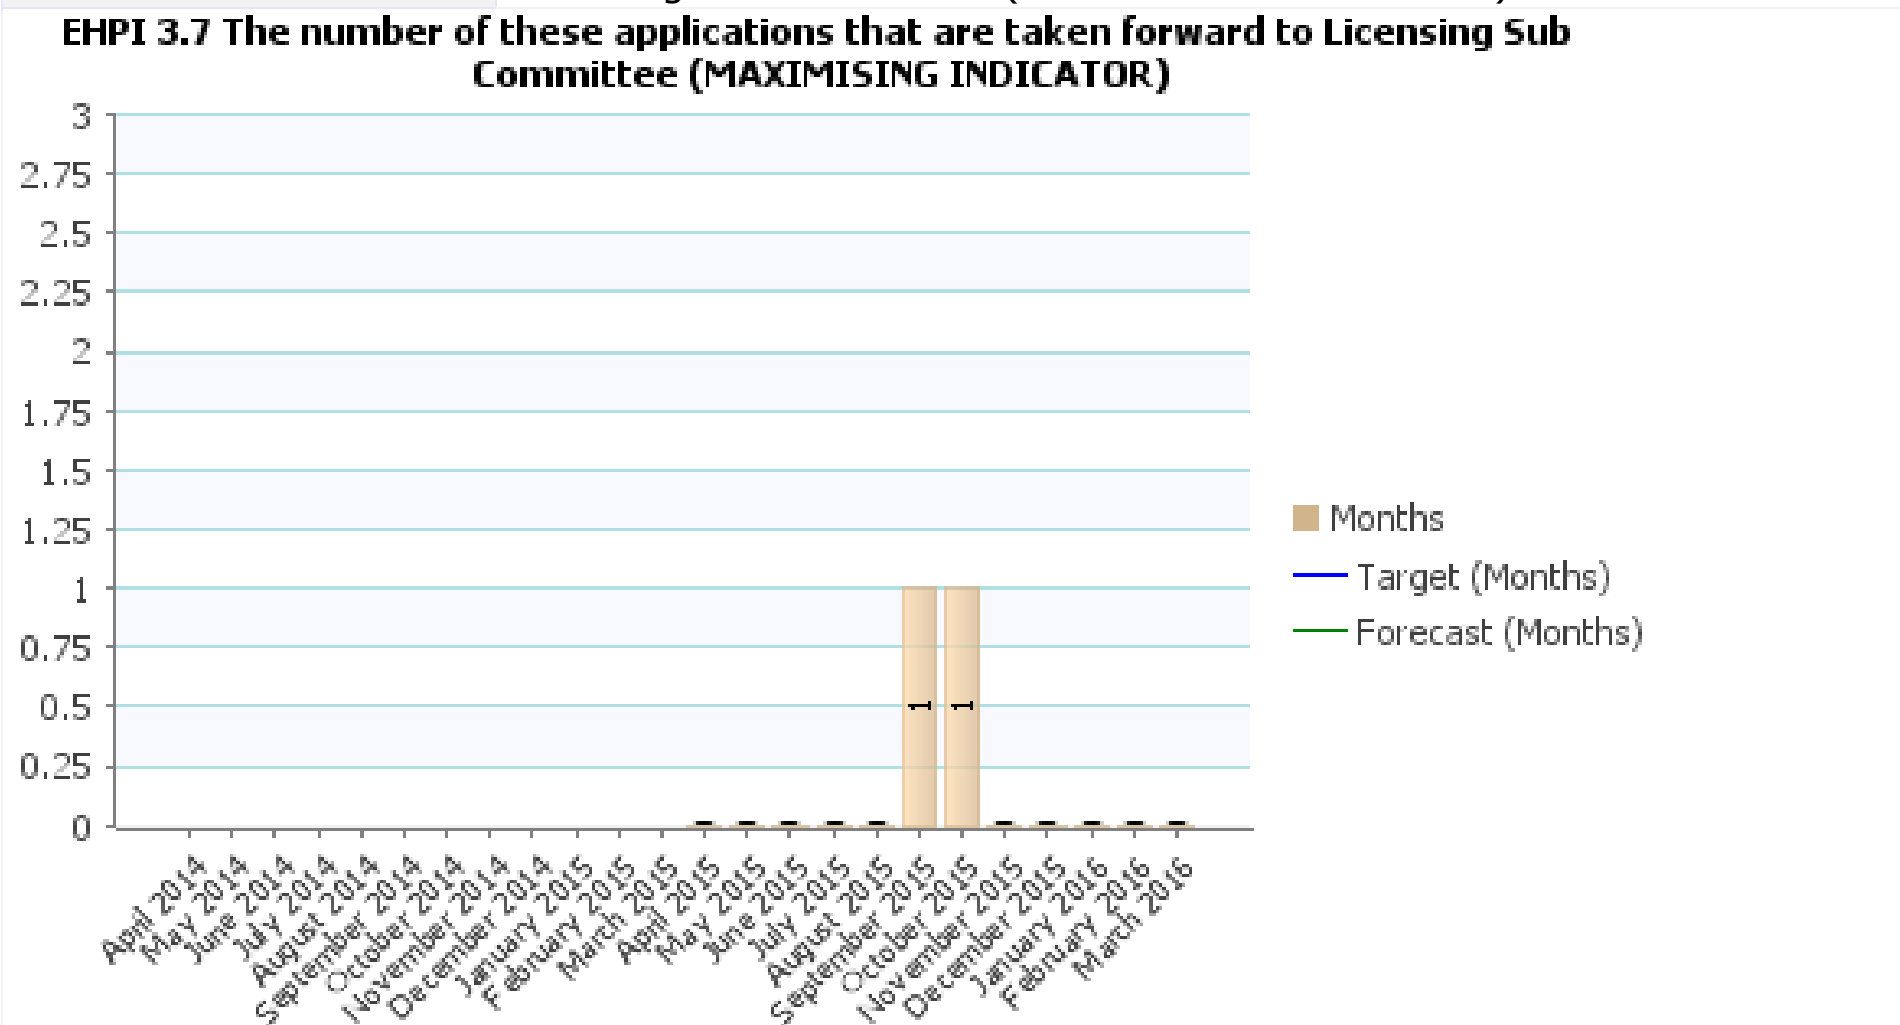 EHPI 3.7 The number of these applications that are taken forward to Licensing Sub
Committee (MAXIMISING INDICATOR)
3
2.75
2.5
2.25
2
1.75
1.5
1.25
1
0.75
0.5
0.25
0
1
1
Months
Target (Months)
Forecast (Months)
April 2014
May 2014
June 2014
July 2014
August 2014
September 2014
October 2014
November 2014
December 2014
January 2015
February 2015
March 2015
April 2015
May 2015
June 2015
July 2015
August 2015
September 2015
October 2015
November 2015
December 2015
January 2016
February 2016
March 2016